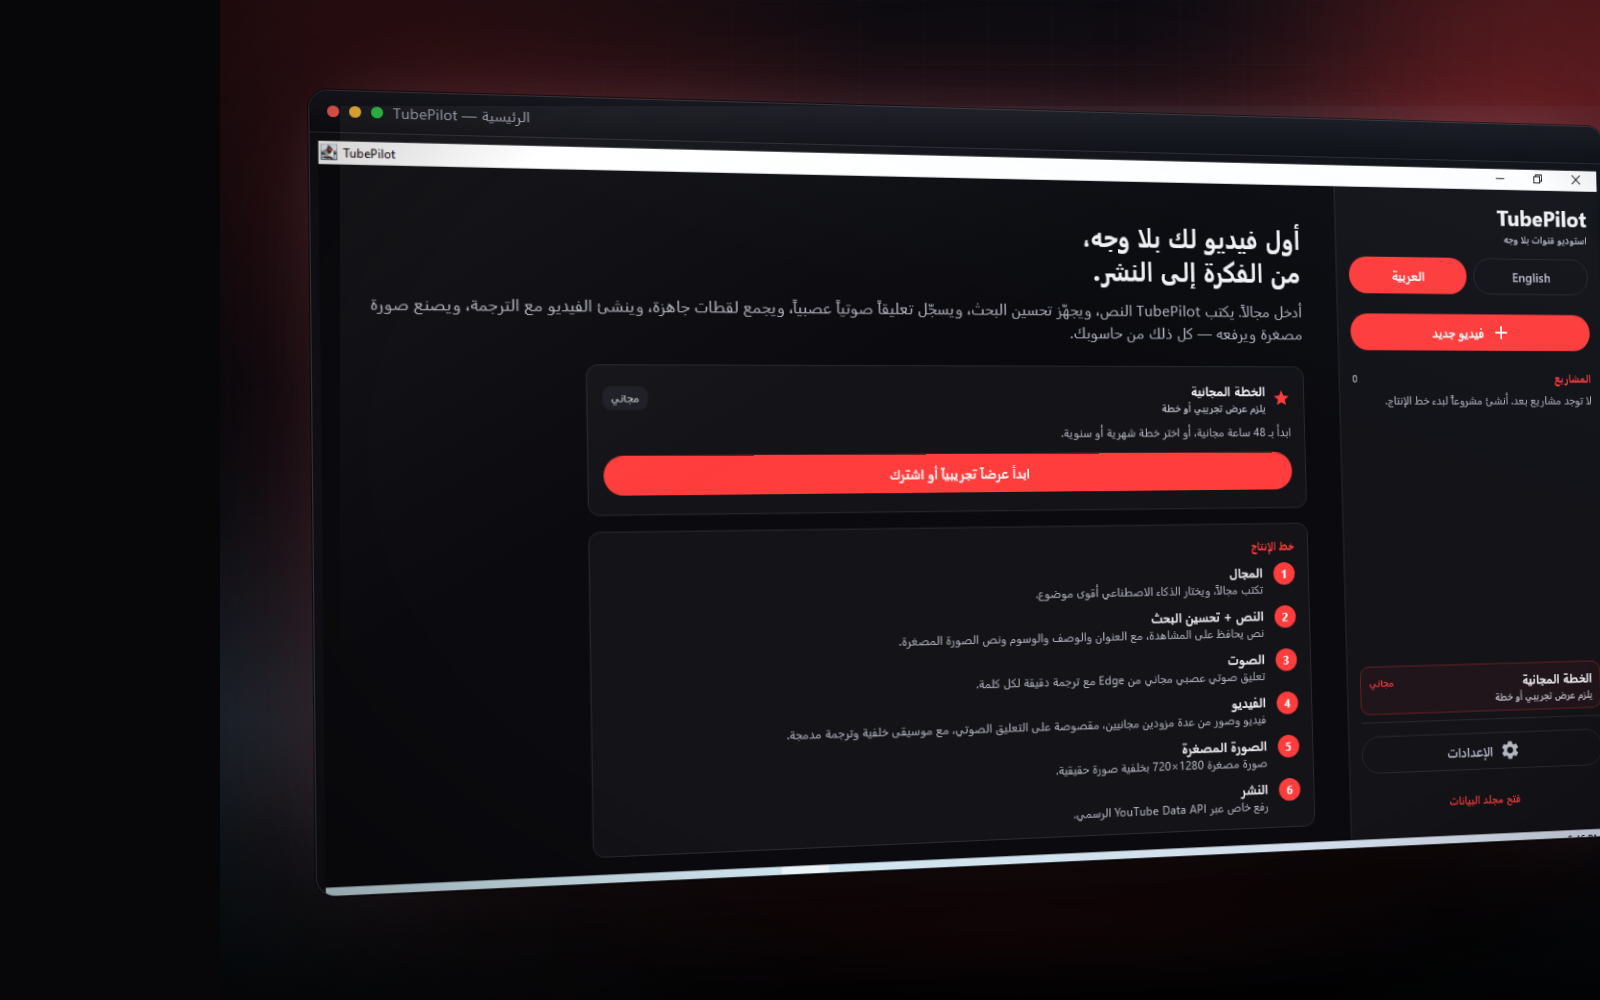 TubePilot — الرئيسية
TubePilot
TubePilot
استوديو قنوات بلا وجه
العربية
English
فيديو جديد
المشاريع
0
لا توجد مشاريع بعد. أنشئ مشروعاً لبدء خط الإنتاج.
أول فيديو لك بلا وجه،
من الفكرة إلى النشر.
أدخل مجالاً. يكتب TubePilot النص، ويجهّز تحسين البحث، ويسجّل تعليقاً صوتياً عصبياً، ويجمع لقطات جاهزة، وينشئ الفيديو مع الترجمة، ويصنع صورة
مصغرة ويرفعه — كل ذلك من حاسوبك.
الخطة المجانية
مجاني
يلزم عرض تجريبي أو خطة
ابدأ بـ 48 ساعة مجانية، أو اختر خطة شهرية أو سنوية.
ابدأ عرضاً تجريبياً أو اشترك
خط الإنتاج
1
المجال
تكتب مجالاً، ويختار الذكاء الاصطناعي أقوى موضوع.
2
النص + تحسين البحث
نص يحافظ على المشاهدة، مع العنوان والوصف والوسوم ونص الصورة المصغرة.
3
الصوت
تعليق صوتي عصبي مجاني من Edge مع ترجمة دقيقة لكل كلمة.
4
الفيديو
فيديو وصور من عدة مزودين مجانيين، مقصوصة على التعليق الصوتي، مع موسيقى خلفية وترجمة مدمجة.
5
الصورة المصغرة
صورة مصغرة 1280×720 بخلفية صورة حقيقية.
6
النشر
رفع خاص عبر YouTube Data API الرسمي.
الخطة المجانية
مجاني
يلزم عرض تجريبي أو خطة
الإعدادات
فتح مجلد البيانات